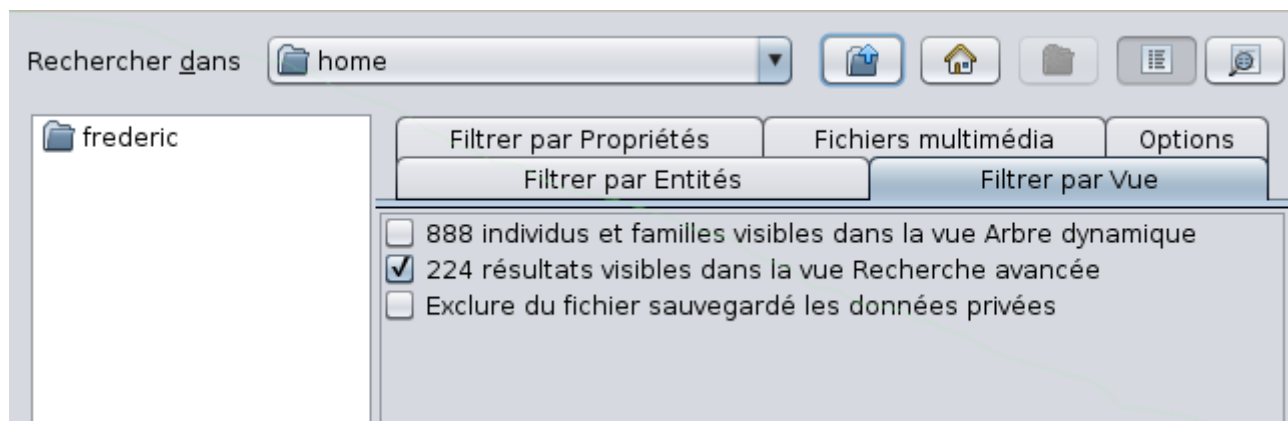 Rechercher dans home
frederic
Filtrer par Propriétés Fichiers multimédia Options
Filtrer par Entités Filtrer par Vue
888 individus et familles visibles dans la vue Arbre dynamique
224 résultats visibles dans la vue Recherche avancée
Exclure du fichier sauvegardé les données privées